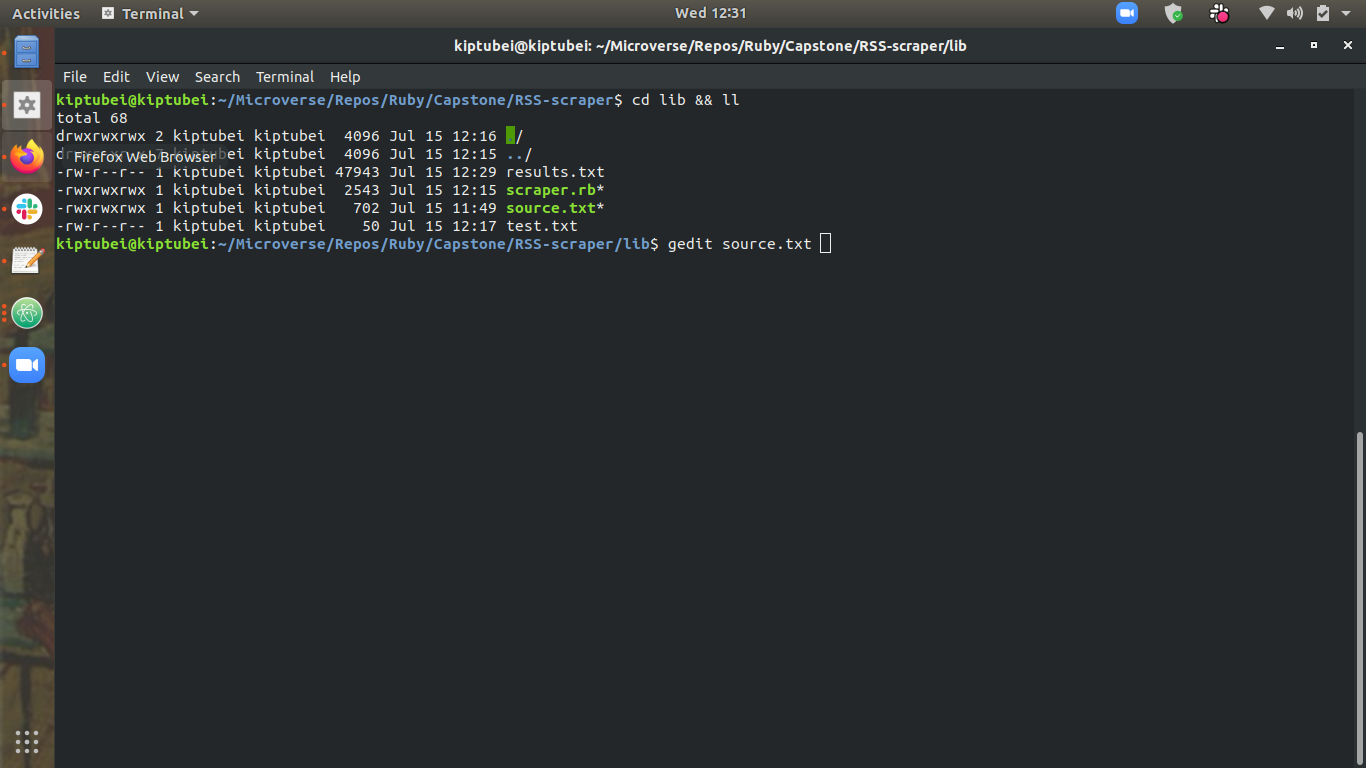 Activities Terminal Wed 12:31
kiptubei@kiptubei: ~/Microverse/Repos/Ruby/Capstone/RSS-scraper/lib
File Edit View Search Terminal Help
kiptubei@kiptubei:~/Microverse/Repos/Ruby/Capstone/RSS-scraper$ cd lib && ll
total 68
drwxrwxrwx 2 kiptubei kiptubei  4096 Jul 15 12:16 ./
kiptubei  4096 Jul 15 12:15 ../
Firefox Web Browser
-rw-r--r-- 1 kiptubei kiptubei 47943 Jul 15 12:29 results.txt
-rwxrwxrwx 1 kiptubei kiptubei  2543 Jul 15 12:15 scraper.rb*
-rwxrwxrwx 1 kiptubei kiptubei   702 Jul 15 11:49 source.txt*
-rw-r--r-- 1 kiptubei kiptubei    50 Jul 15 12:17 test.txt
kiptubei@kiptubei:~/Microverse/Repos/Ruby/Capstone/RSS-scraper/lib$ gedit source.txt